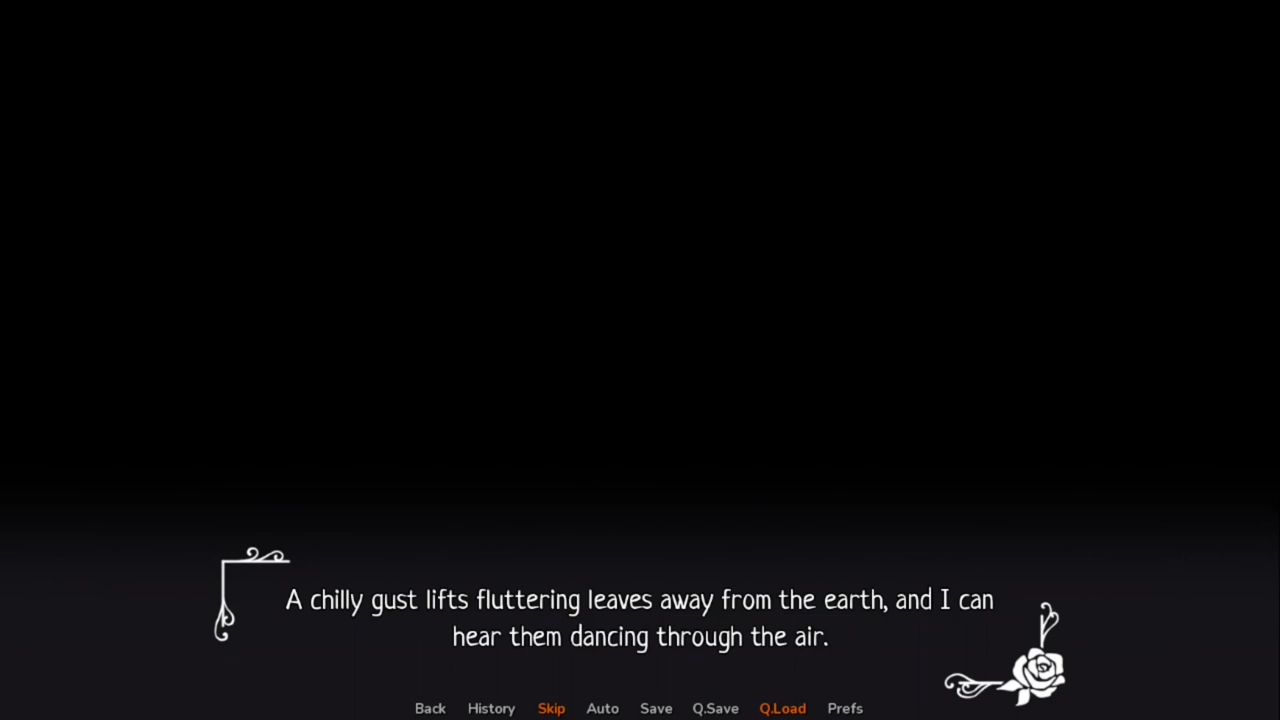 A chilly gust lifts fluttering leaves away from the earth, and I can
hear them dancing through the air.
Back History Skip Auto Save Q.Save Q.Load Prefs